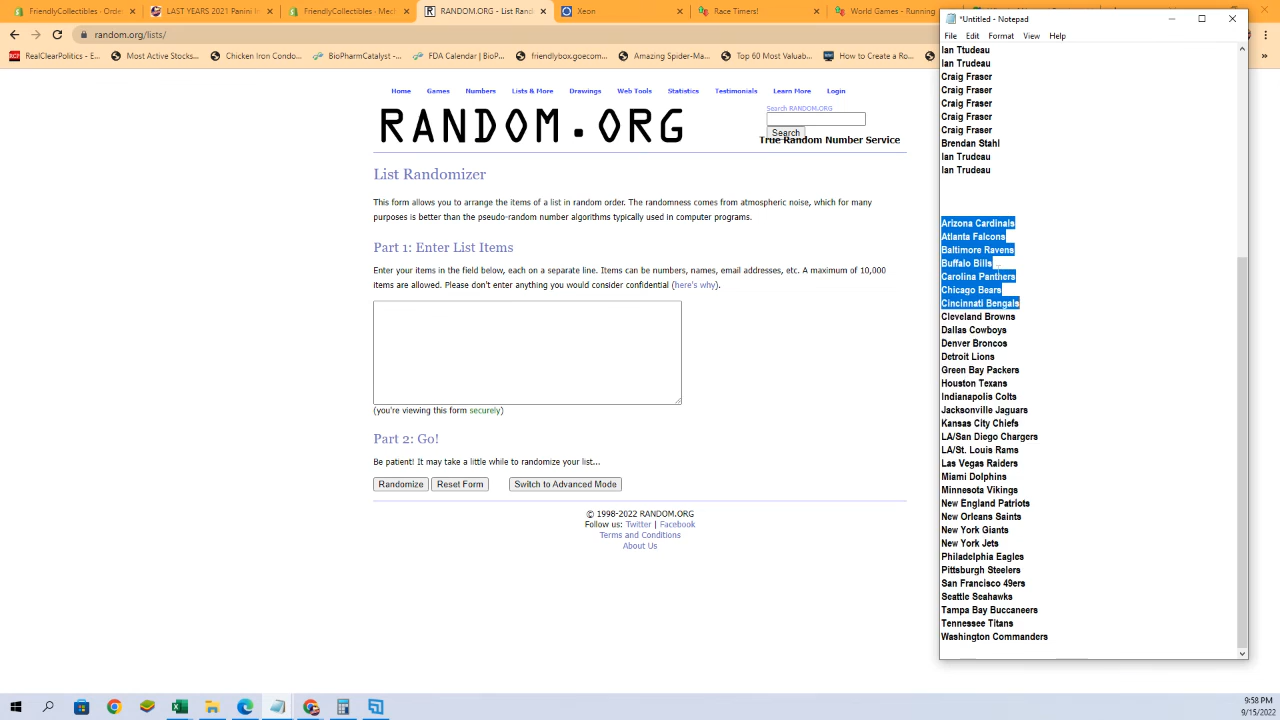 FriendlyCollectibles: Orders
LAST YEARS 2021 Panini
FriendlyCollectibles: Mec
RANDOM.ORG - List Rand
Xeon
Race Timers!
World Games - Running
random.org/lists/
RealClearPolitics - E...
Most Active Stocks...
Chicken Iron Condo...
BioPharmCatalyst -...
FDA Calendar | BioP...
friendlybox.goecom...
Amazing Spider-Ma...
Top 60 Most Valuab...
How to Create
Home
Games
Numbers
Lists & More
Drawings
Web Tools
Statistics
Testimonials
Learn More
Login
RANDOM.ORG
Search RANDOM.ORG
Search
True Random Number Service
List Randomizer
This form allows you to arrange the items of a list in random order. The randomness comes from atmospheric noise, which for many
purposes is better than the pseudo-random number algorithms typically used in computer programs.
Part 1: Enter List Items
Enter your items in the field below, each on a separate line. Items can be numbers, names, email addresses, etc. A maximum of 10,000
items are allowed. Please don't enter anything you would consider confidential (here's why).
(you're viewing this form securely)
Part 2: Go!
Be patient! It may take a little while to randomize your list...
Randomize
Reset Form
Switch to Advanced Mode
© 1998-2022 RANDOM.ORG
Follow us: Twitter | Facebook
Terms and Conditions
About Us
*Untitled - Notepad
File Edit Format View Help
Ian Ttudeau
Ian Trudeau
Craig Fraser
Craig Fraser
Craig Fraser
Craig Fraser
Craig Fraser
Brendan Stahl
Ian Trudeau
Ian Trudeau
Arizona Cardinals
Atlanta Falcons
Baltimore Ravens
Buffalo Bills
Carolina Panthers
Chicago Bears
Cincinnati Bengals
Cleveland Browns
Dallas Cowboys
Denver Broncos
Detroit Lions
Green Bay Packers
Houston Texans
Indianapolis Colts
Jacksonville Jaguars
Kansas City Chiefs
LA/San Diego Chargers
LA/St. Louis Rams
Las Vegas Raiders
Miami Dolphins
Minnesota Vikings
New England Patriots
New Orleans Saints
New York Giants
New York Jets
Philadelphia Eagles
Pittsburgh Steelers
San Francisco 49ers
Seattle Seahawks
Tampa Bay Buccaneers
Tennessee Titans
Washington Commanders
9:58 PM
9/15/2022